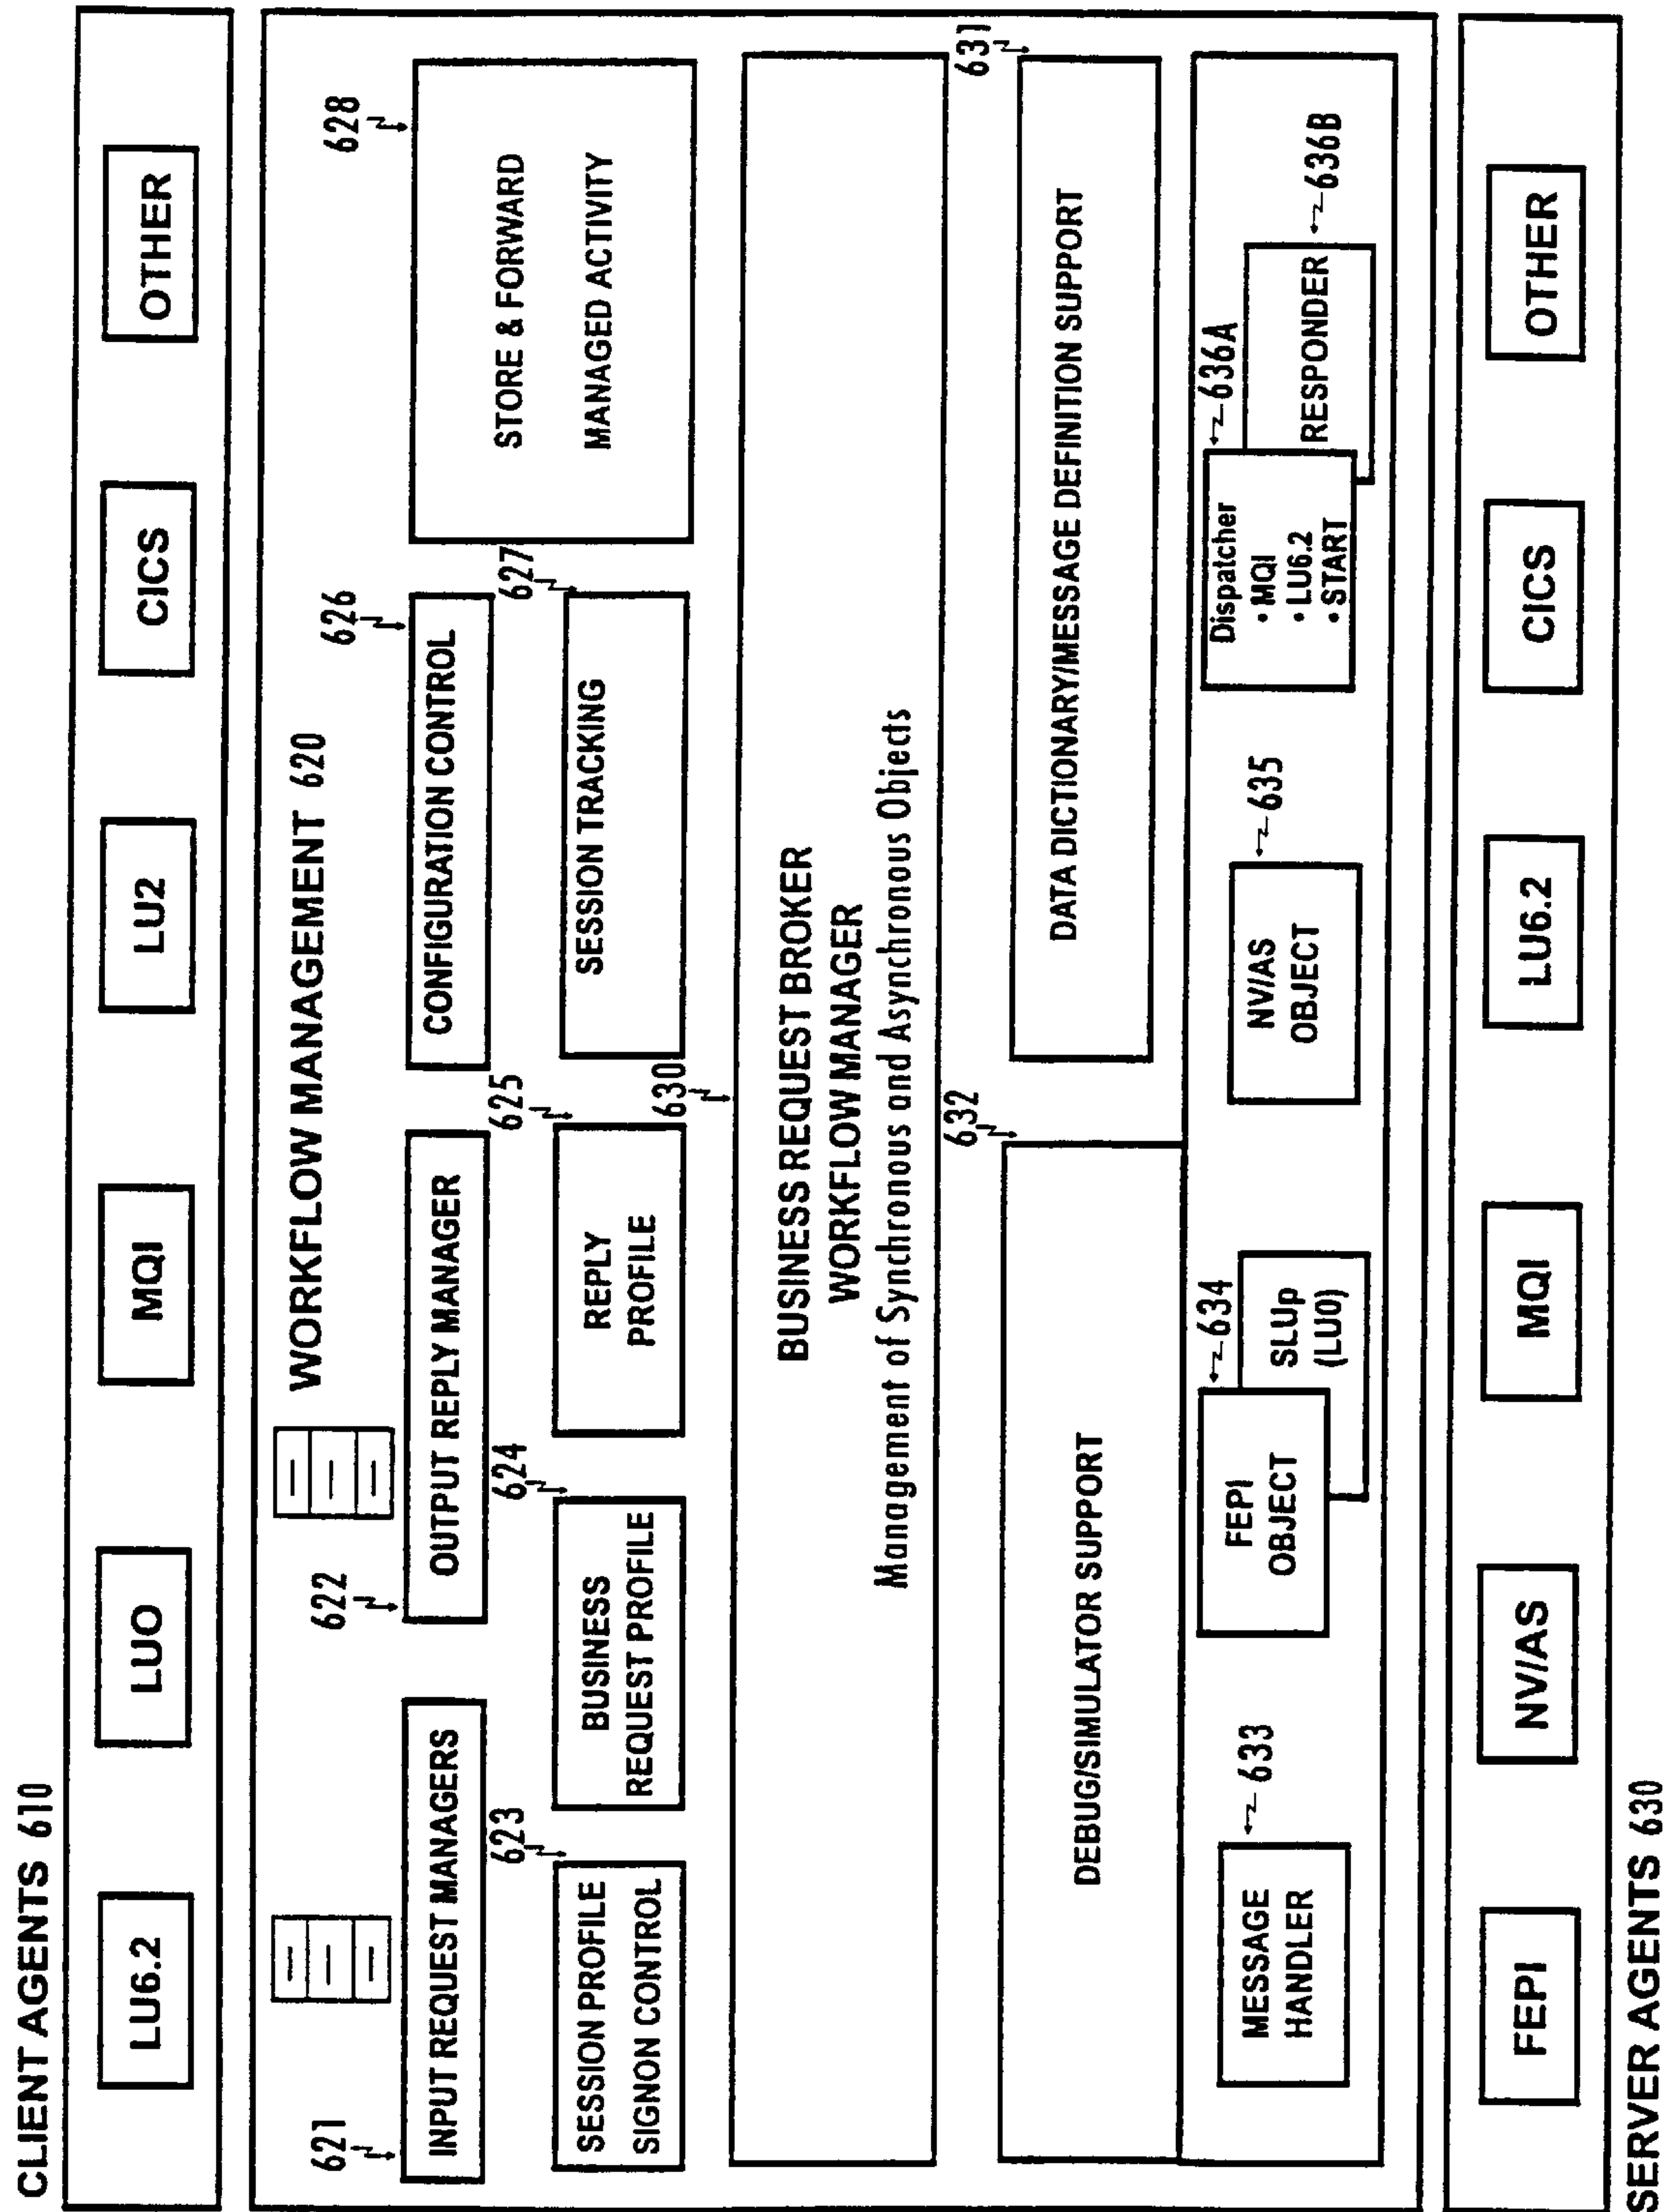 CLIENT AGENTS 610
LU6.2
LUO
MQI
LU2
CICS
OTHER
WORKFLOW MANAGEMENT 620
621
INPUT REQUEST MANAGERS
622
OUTPUT REPLY MANAGER
626
CONFIGURATION CONTROL
628
STORE & FORWARD
MANAGED ACTIVITY
623
SESSION PROFILE
SIGNON CONTROL
624
BUSINESS
REQUEST PROFILE
625
REPLY
PROFILE
627
SESSION TRACKING
630
BUSINESS REQUEST BROKER
WORKFLOW MANAGER
Management of Synchronous and Asynchronous Objects
632
DEBUG/SIMULATOR SUPPORT
631
DATA DICTIONARY/MESSAGE DEFINITION SUPPORT
633
MESSAGE
HANDLER
634
FEPI
OBJECT
SLUp
(LU0)
635
NV/AS
OBJECT
636A
Dispatcher
• MQI
• LU6.2
• START
636B
RESPONDER
FEPI
NV/AS
MQI
LU6.2
CICS
OTHER
SERVER AGENTS 630